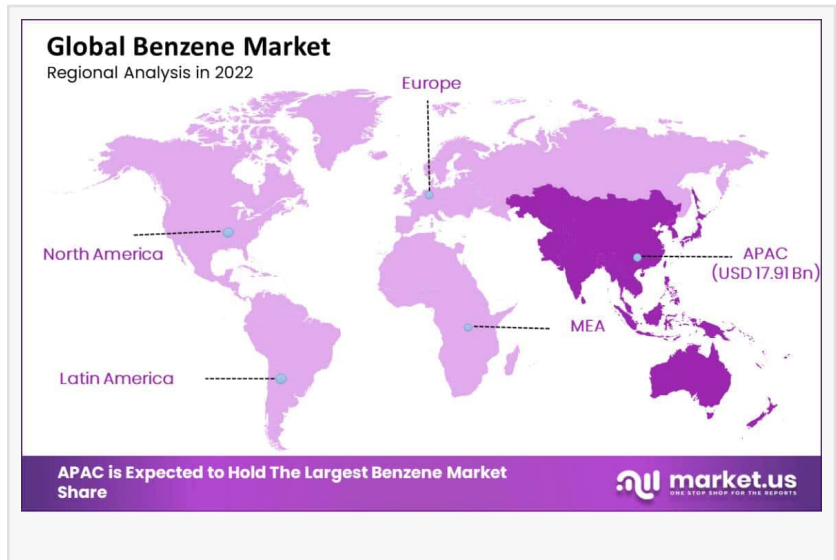 Global Benzene Market
Regional Analysis in 2022
Europe
North America
APAC
(USD 17.91 Bn)
MEA
Latin America
APAC is Expected to Hold The Largest Benzene Market
Share
market.us
ONE STOP SHOP FOR THE REPORTS